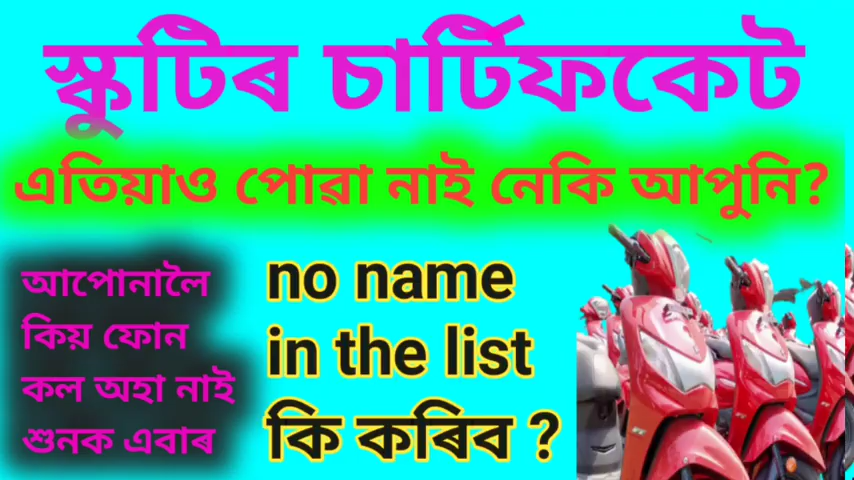 স্কুটিৰ চাৰ্টিফকেট
এতিয়াও পোৱা নাই নেকি আপুনি?
আপোনালৈ
কিয় ফোন
কল অহা নাই
শুনক এবাৰ
no name
in the list
কি কৰিব ?